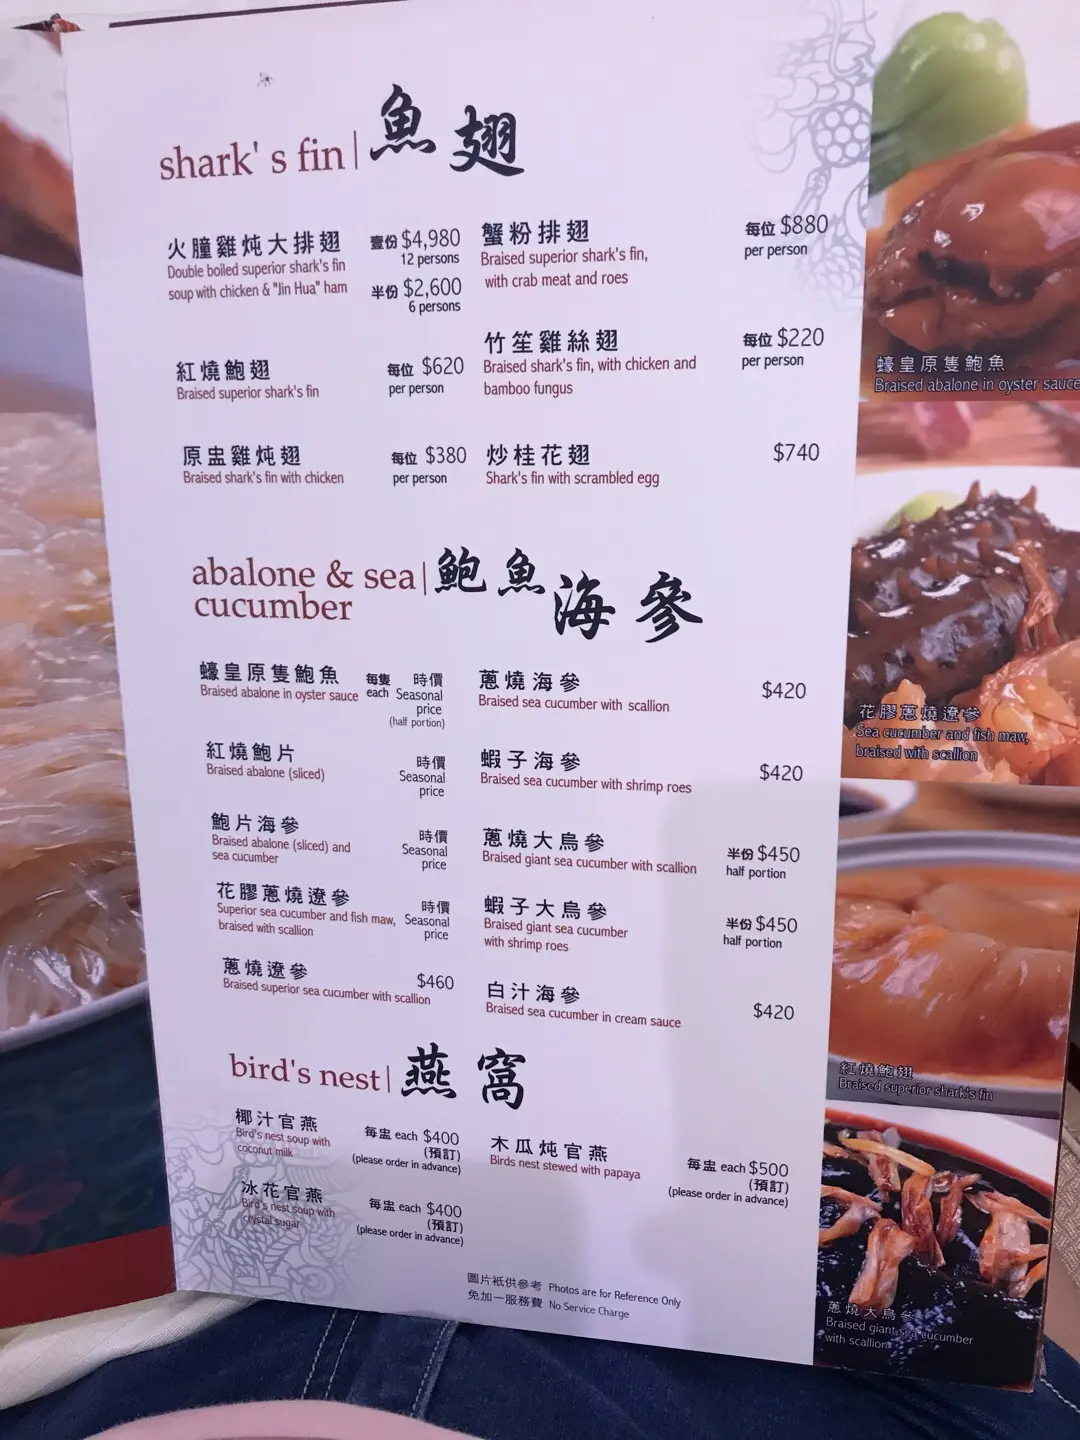 shark' s fin | 魚翅
火朣雞炖大排翅 壹份 $4,980
Double boiled superior shark's fin 12 persons
soup with chicken & "Jin Hua" ham 半份 $2,600
6 persons
紅燒鮑翅 每位 $620
Braised superior shark's fin per person
原盅雞炖翅 每位 $380
Braised shark's fin with chicken per person
蟹粉排翅 每位 $880
Braised superior shark's fin, per person
with crab meat and roes
竹笙雞絲翅 每位 $220
Braised shark's fin, with chicken and per person
bamboo fungus
炒桂花翅 $740
Shark's fin with scrambled egg
abalone & sea | 鮑魚海參
cucumber
蠔皇原隻鮑魚 每隻 時價
Braised abalone in oyster sauce each Seasonal
price
(half portion)
紅燒鮑片 時價
Braised abalone (sliced) Seasonal
price
鮑片海參 時價
Braised abalone (sliced) and Seasonal
sea cucumber price
花膠蔥燒遼參 時價
Superior sea cucumber and fish maw, Seasonal
braised with scallion price
蔥燒遼參 $460
Braised superior sea cucumber with scallion
蔥燒海參 $420
Braised sea cucumber with scallion
蝦子海參 $420
Braised sea cucumber with shrimp roes
蔥燒大烏參 半份 $450
Braised giant sea cucumber with scallion half portion
蝦子大烏參 半份 $450
Braised giant sea cucumber half portion
with shrimp roes
白汁海參 $420
Braised sea cucumber in cream sauce
bird's nest | 燕窩
椰汁官燕 每盅 each $400
Bird's nest soup with (預訂)
coconut milk (please order in advance)
冰花官燕 每盅 each $400
Bird's nest soup with (預訂)
crystal sugar (please order in advance)
木瓜炖官燕 每盅 each $500
Birds nest stewed with papaya (預訂)
(please order in advance)
圖片祇供參考 Photos are for Reference Only
免加一服務費 No Service Charge
蠔皇原隻鮑魚
Braised abalone in oyster sauce
花膠蔥燒遼參
Sea cucumber and fish maw,
braised with scallion
紅燒鮑翅
Braised superior shark's fin
蔥燒大烏參
Braised giant sea cucumber
with scallion